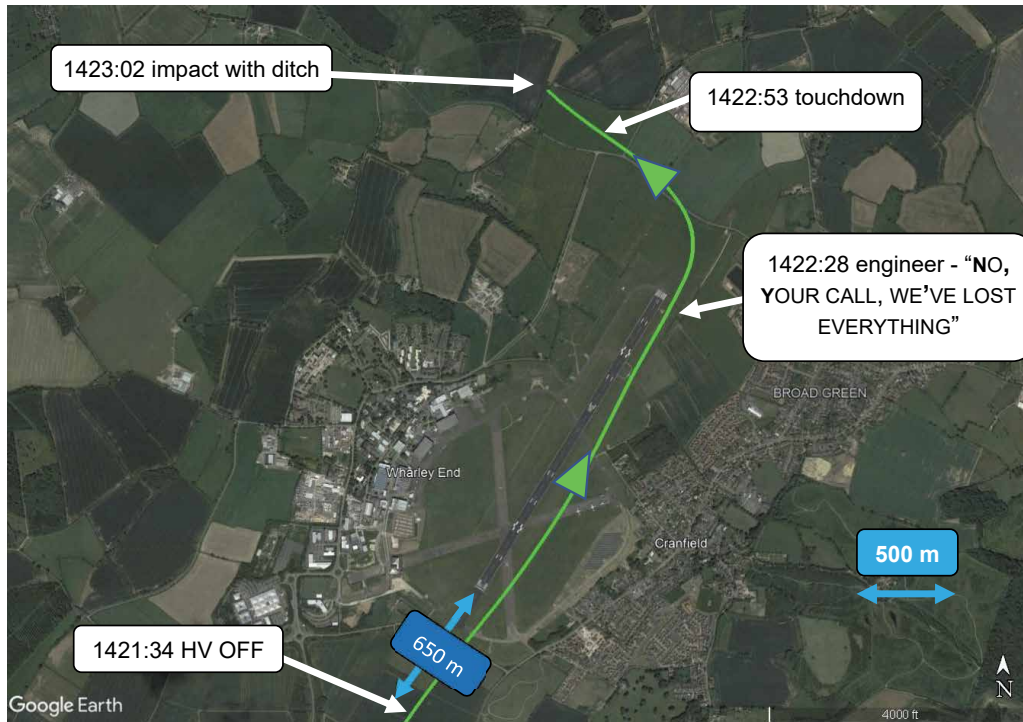 1423:02 impact with ditch
1422:53 touchdown
1422:28 engineer - “NO,
YOUR CALL, WE’VE LOST
EVERYTHING”
BROAD GREEN
Wharley End
Cranfield
500 m
650 m
1421:34 HV OFF
Google Earth
N
4000 ft